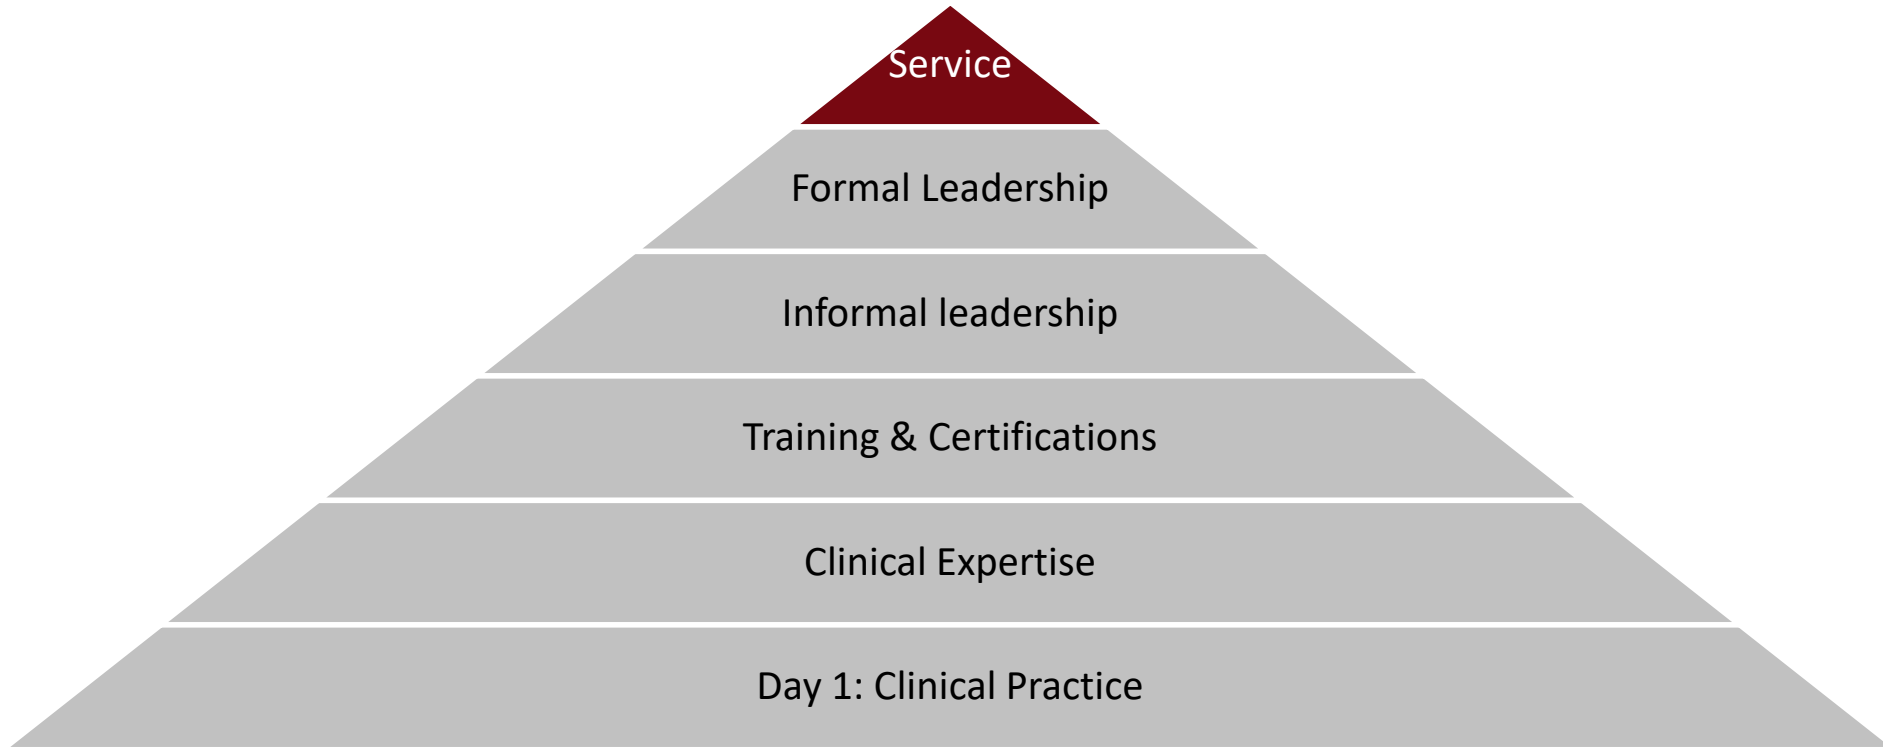 Service
Formal Leadership
Informal leadership
Training & Certifications
Clinical Expertise
Day 1: Clinical Practice